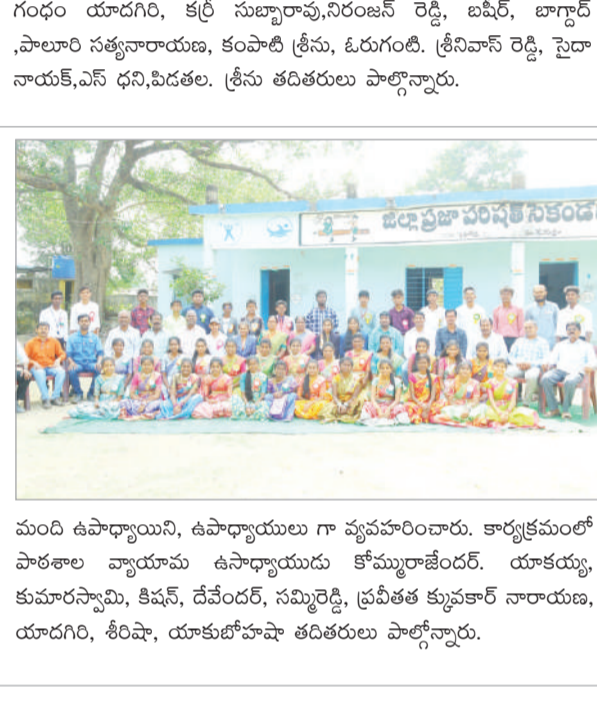 గంధం యాదగిరి, కర్రీ సుబ్బారావు,నిరంజన్ రెడ్డి, బషీర్, బాగ్దాద్
,పాలూరి సత్యనారాయణ, కంపాటి శ్రీను, ఓరుగంటి. శ్రీనివాస్ రెడ్డి, సైదా
నాయక్,ఎస్ ధని,పిడతల. శ్రీను తదితరులు పాల్గొన్నారు.
జిల్లా ప్రజా పరిషత్ సెకండ
మంది ఉపాధ్యాయిని, ఉపాధ్యాయులు గా వ్యవహరించారు. కార్యక్రమంలో
పాఠశాల వ్యాయామ ఉసాధ్యాయుడు కోమ్మురాజేందర్. యాకయ్య,
కుమారస్వామి, కిషన్, దేవేందర్, సమ్మిరెడ్డి, ప్రవీతత క్కువకార్ నారాయణ,
యాదగిరి, శీరిషా, యాకుబోహషా తదితరులు పాల్గోన్నారు.